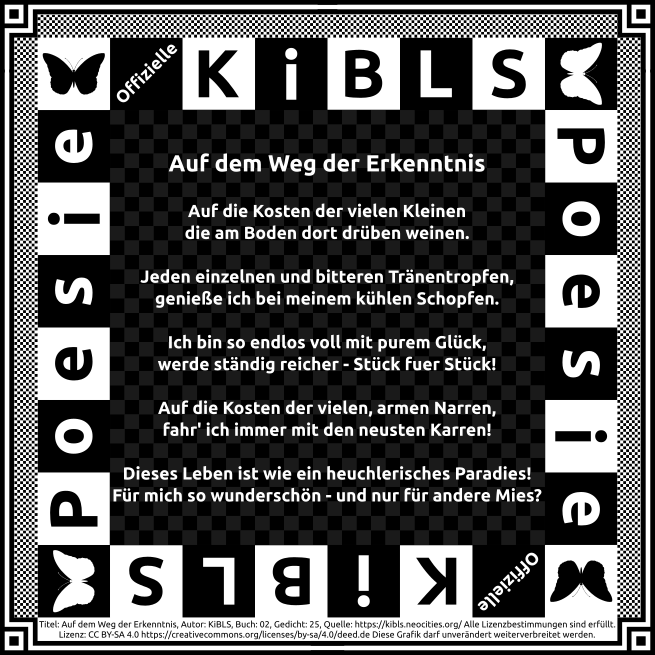 Offizielle
K i B L S
Poesie
Poesie
Auf dem Weg der Erkenntnis
Auf die Kosten der vielen Kleinen
die am Boden dort drüben weinen.
Jeden einzelnen und bitteren Tränentropfen,
genieße ich bei meinem kühlen Schopfen.
Ich bin so endlos voll mit purem Glück,
werde ständig reicher - Stück fuer Stück!
Auf die Kosten der vielen, armen Narren,
fahr' ich immer mit den neusten Karren!
Dieses Leben ist wie ein heuchlerisches Paradies!
Für mich so wunderschön - und nur für andere Mies?
Offizielle
K i B L S
Titel: Auf dem Weg der Erkenntnis, Autor: KiBLS, Buch: 02, Gedicht: 25, Quelle: https://kibls.neocities.org/ Alle Lizenzbestimmungen sind erfüllt.
Lizenz: CC BY-SA 4.0 https://creativecommons.org/licenses/by-sa/4.0/deed.de Diese Grafik darf unverändert weiterverbreitet werden.